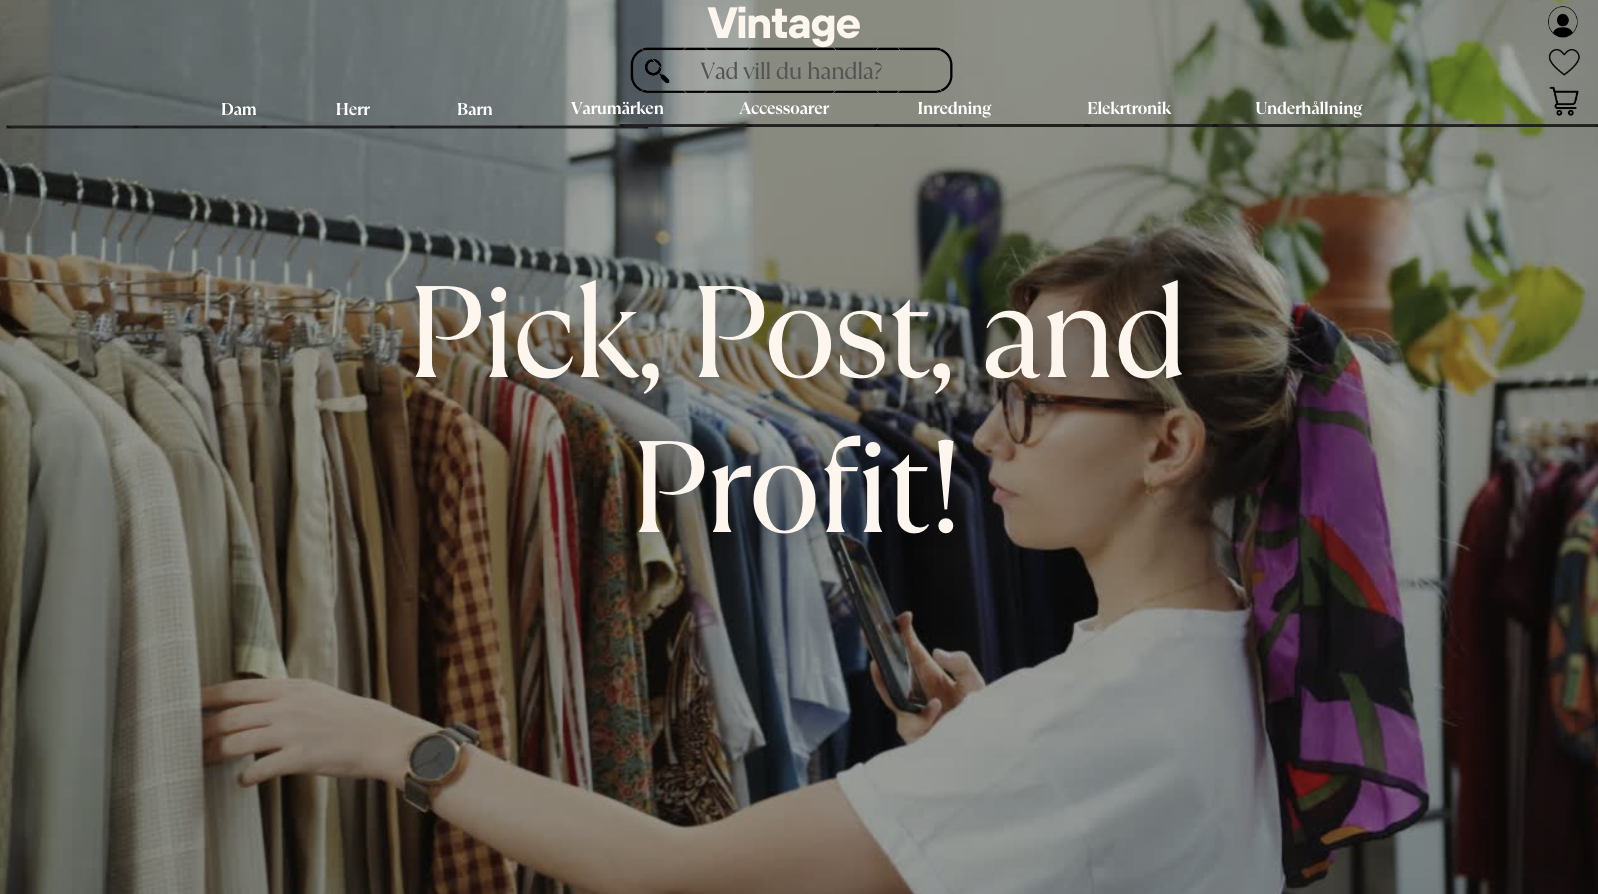 Vintage
Vad vill du handla?
Dam Herr Barn Varumärken Accessoarer Inredning Elekrtronik Underhållning
Pick, Post, and
Profit!